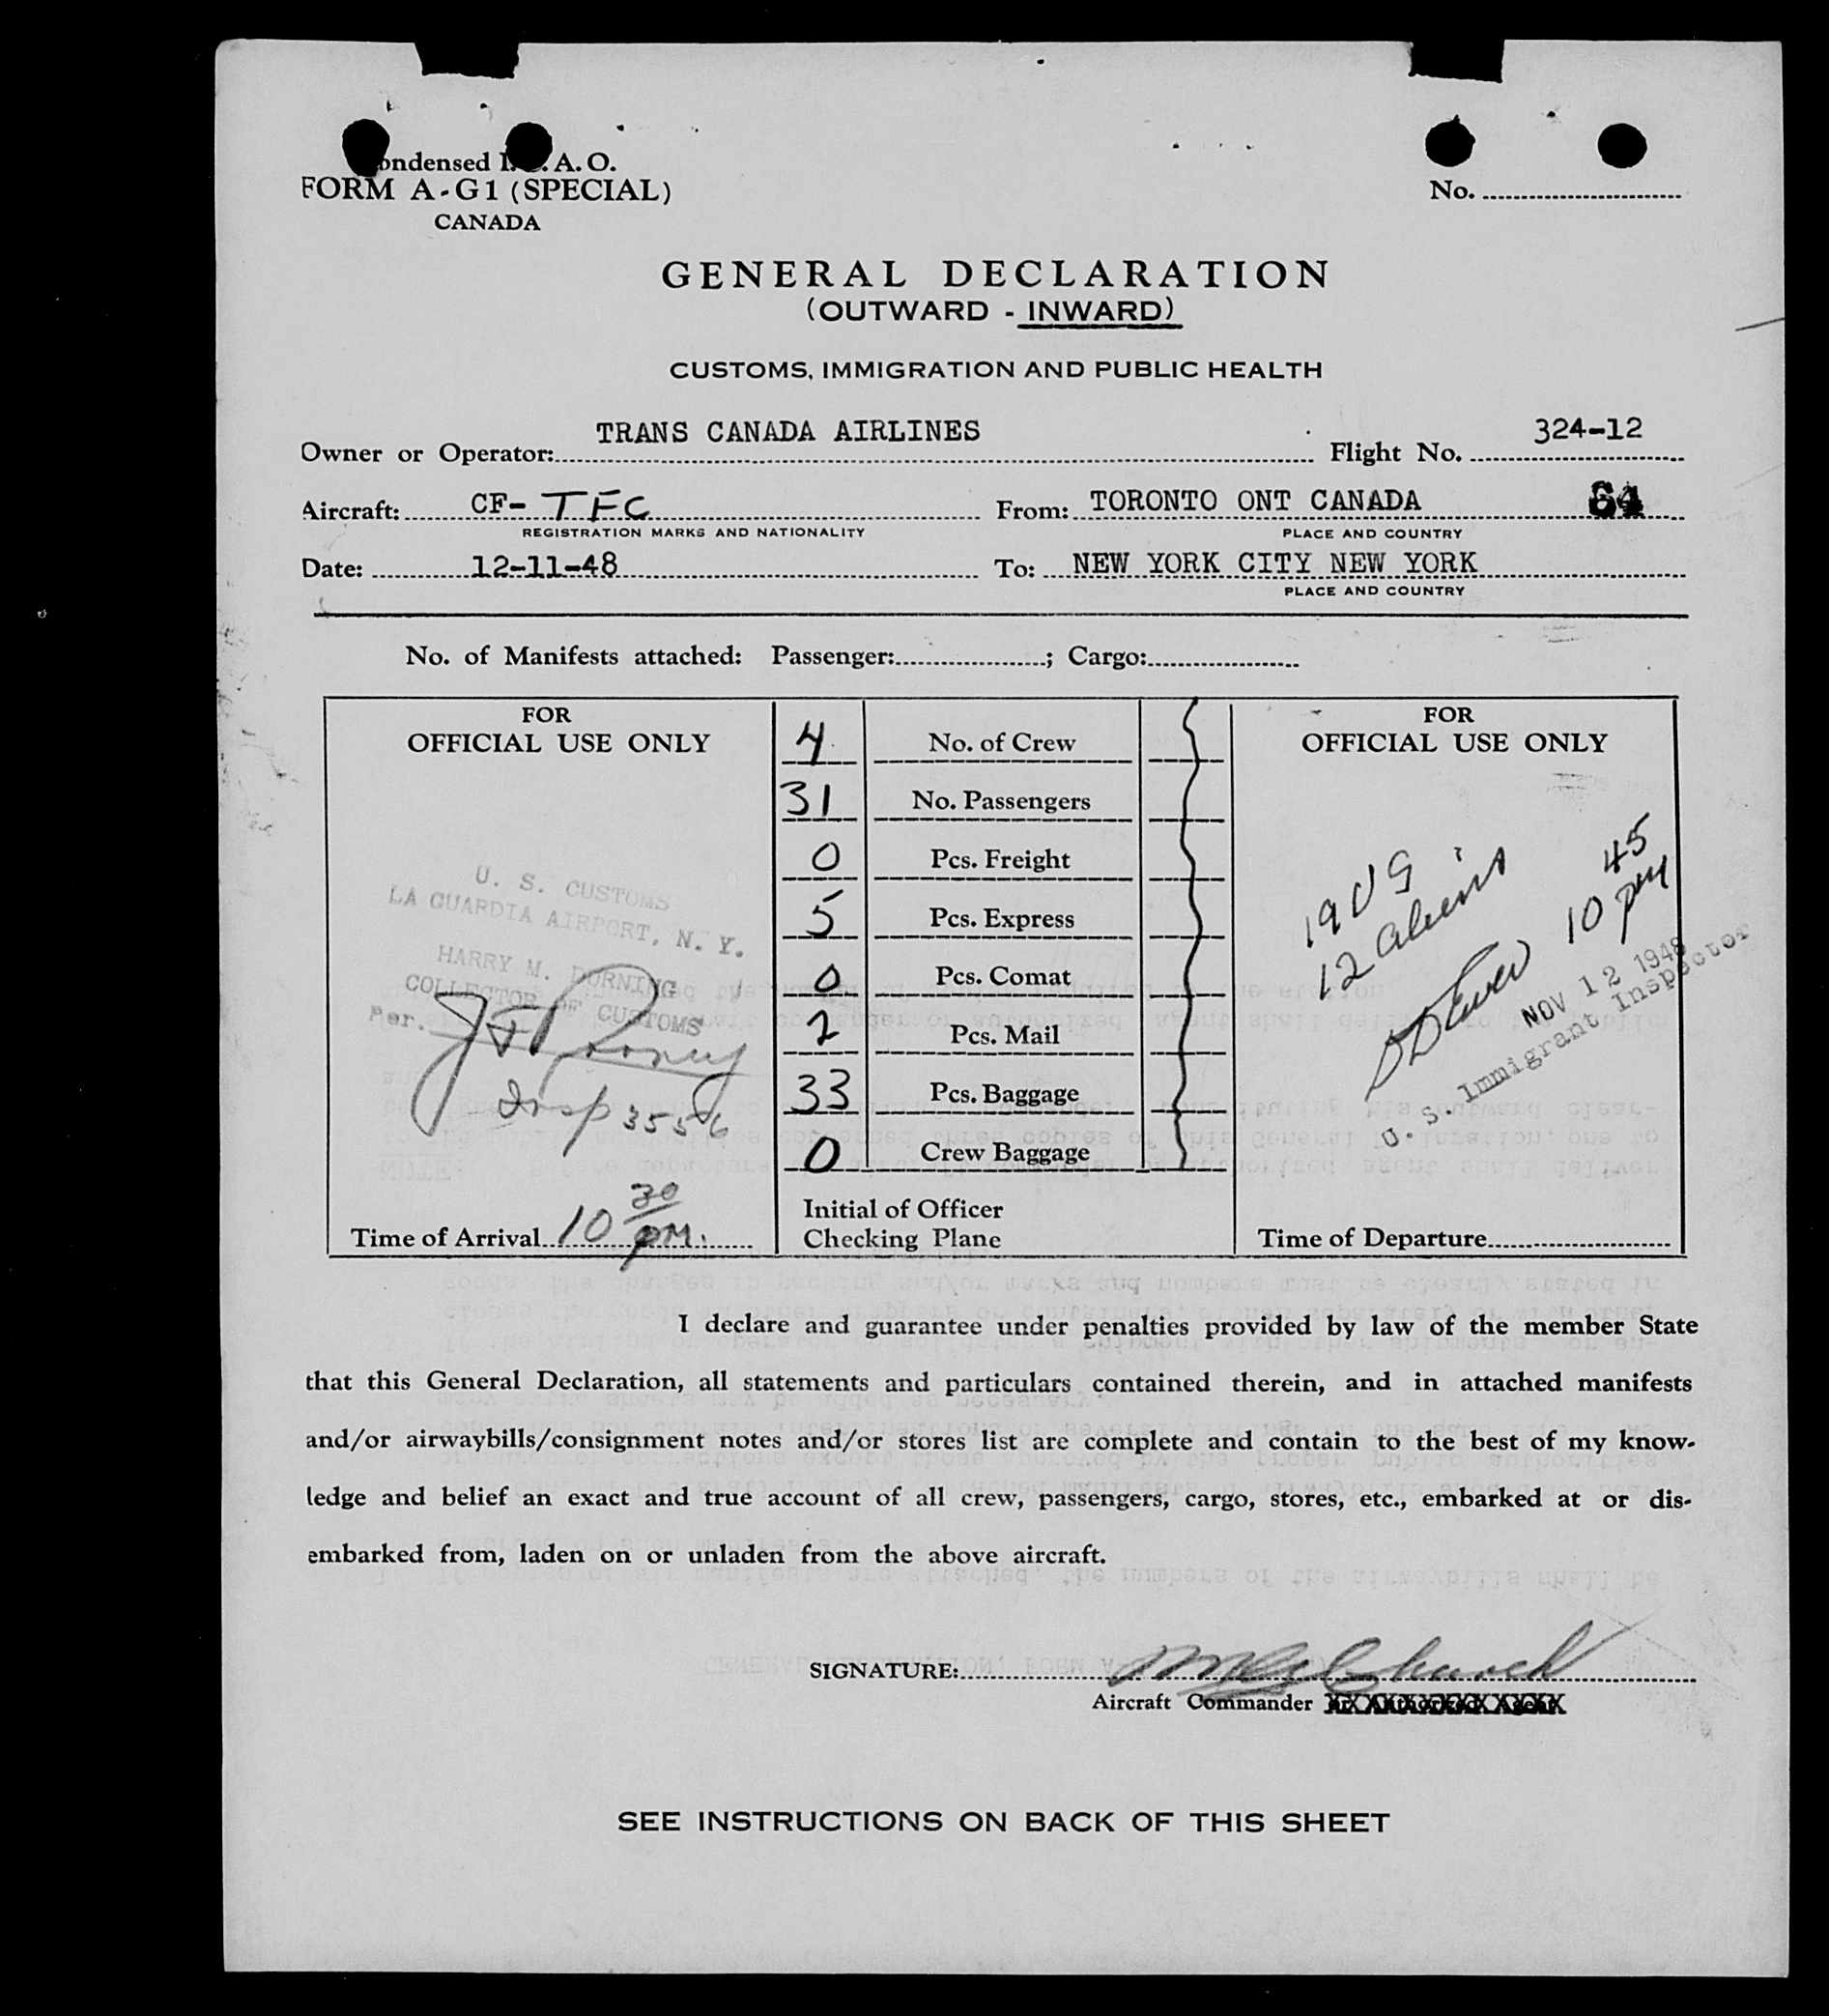 ondensed I. . A. O.
FORM A-G1 (SPECIAL)
CANADA
No.
GENERAL DECLARATION
(OUTWARD - INWARD)
CUSTOMS, IMMIGRATION AND PUBLIC HEALTH
Owner or Operator: TRANS CANADA AIRLINES Flight No. 324-12
Aircraft: CF- TFC From: TORONTO ONT CANADA 64
REGISTRATION MARKS AND NATIONALITY PLACE AND COUNTRY
Date: 12-11-48 To: NEW YORK CITY NEW YORK
PLACE AND COUNTRY
No. of Manifests attached: Passenger: ; Cargo:
FOR
OFFICIAL USE ONLY
U. S. CUSTOMS
LA GUARDIA AIRPORT, N. Y.
HARRY M. DURNING
COLLECTOR OF CUSTOMS
Per.
Insp 3556
Time of Arrival 10 30 pm.
4 No. of Crew
31 No. Passengers
0 Pcs. Freight
5 Pcs. Express
0 Pcs. Comat
2 Pcs. Mail
33 Pcs. Baggage
0 Crew Baggage
Initial of Officer
Checking Plane
FOR
OFFICIAL USE ONLY
19 US
12 aliens
10 45 pm
NOV 12 1948
U. S. Immigrant Inspector
Time of Departure
I declare and guarantee under penalties provided by law of the member State
that this General Declaration, all statements and particulars contained therein, and in attached manifests
and/or airwaybills/consignment notes and/or stores list are complete and contain to the best of my know-
ledge and belief an exact and true account of all crew, passengers, cargo, stores, etc., embarked at or dis-
embarked from, laden on or unladen from the above aircraft.
SIGNATURE: Church
Aircraft Commander
SEE INSTRUCTIONS ON BACK OF THIS SHEET